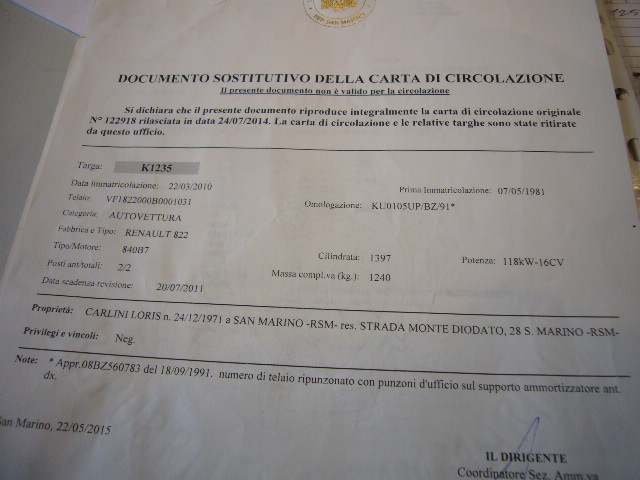 REP. SAN MARINO
DOCUMENTO SOSTITUTIVO DELLA CARTA DI CIRCOLAZIONE
Il presente documento non è valido per la circolazione
Si dichiara che il presente documento riproduce integralmente la carta di circolazione originale
N° 122918 rilasciata in data 24/07/2014. La carta di circolazione e le relative targhe sono state ritirate
da questo ufficio.
Targa: K1235
Data immatricolazione: 22/03/2010 Prima Immatricolazione: 07/05/1981
Telaio: VF1822000B0001031 Omologazione: KU0105UP/BZ/91*
Categoria: AUTOVETTURA
Fabbrica e Tipo: RENAULT 822
Tipo/Motore: 840B7 Cilindrata: 1397 Potenza: 118kW-16CV
Posti ant/totali: 2/2 Massa compl.va (kg.): 1240
Data scadenza revisione: 20/07/2011
Proprietà: CARLINI LORIS n. 24/12/1971 a SAN MARINO -RSM- res. STRADA MONTE DIODATO, 28 S. MARINO -RSM-
Privilegi e vincoli: Neg.
Note: * Appr.08BZ560783 del 18/09/1991. numero di telaio ripunzonato con punzoni d'ufficio sul supporto ammortizzatore ant.
dx.
San Marino, 22/05/2015
IL DIRIGENTE
Coordinatore Sez. Amm.va